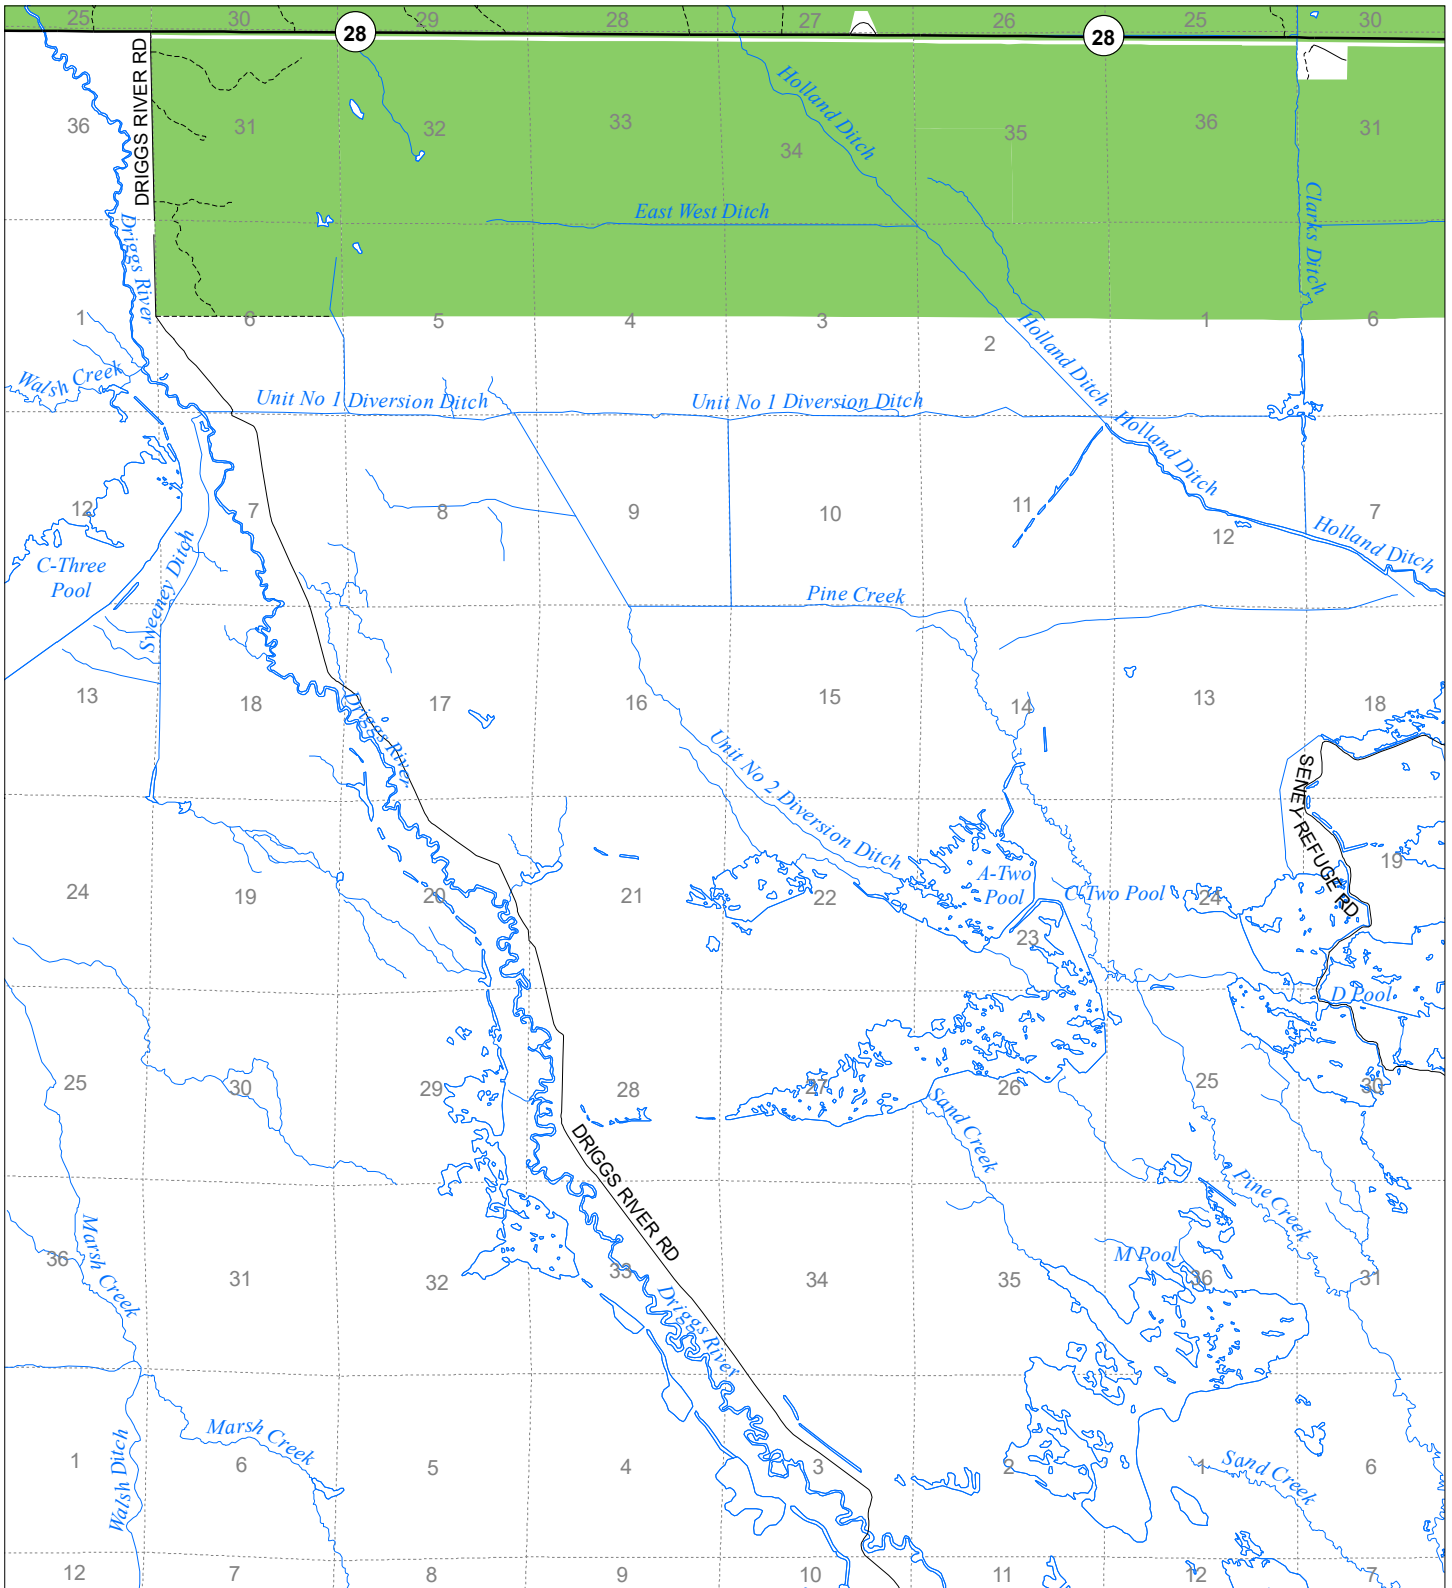 25 30 29 28 27 26 25 30
28 28
DRIGGS RIVER RD
Holland Ditch
36 31 32 33 34 35 36 31
East West Ditch
Clarks Ditch
Driggs River
1 6 5 4 3 2 1 6
Holland Ditch
Walsh Creek
Unit No 1 Diversion Ditch
Unit No 1 Diversion Ditch
Holland Ditch
12 7 8 9 10 11 12 7
Holland Ditch
C-Three
Pool
Sweeney Ditch
Pine Creek
13 18 17 16 15 14 13 18
Driggs River
Unit No 2 Diversion Ditch
SENEY REFUGE RD
24 19 20 21 22 23 24 19
A-Two
Pool
C-Two Pool
D Pool
25 30 29 28 27 26 25 30
Sand Creek
DRIGGS RIVER RD
Pine Creek
Marsh Creek
M Pool
36 31 32 33 34 35 36 31
Driggs River
Marsh Creek
Walsh Ditch
1 6 5 4 3 2 1 6
Sand Creek
12 7 8 9 10 11 12 7